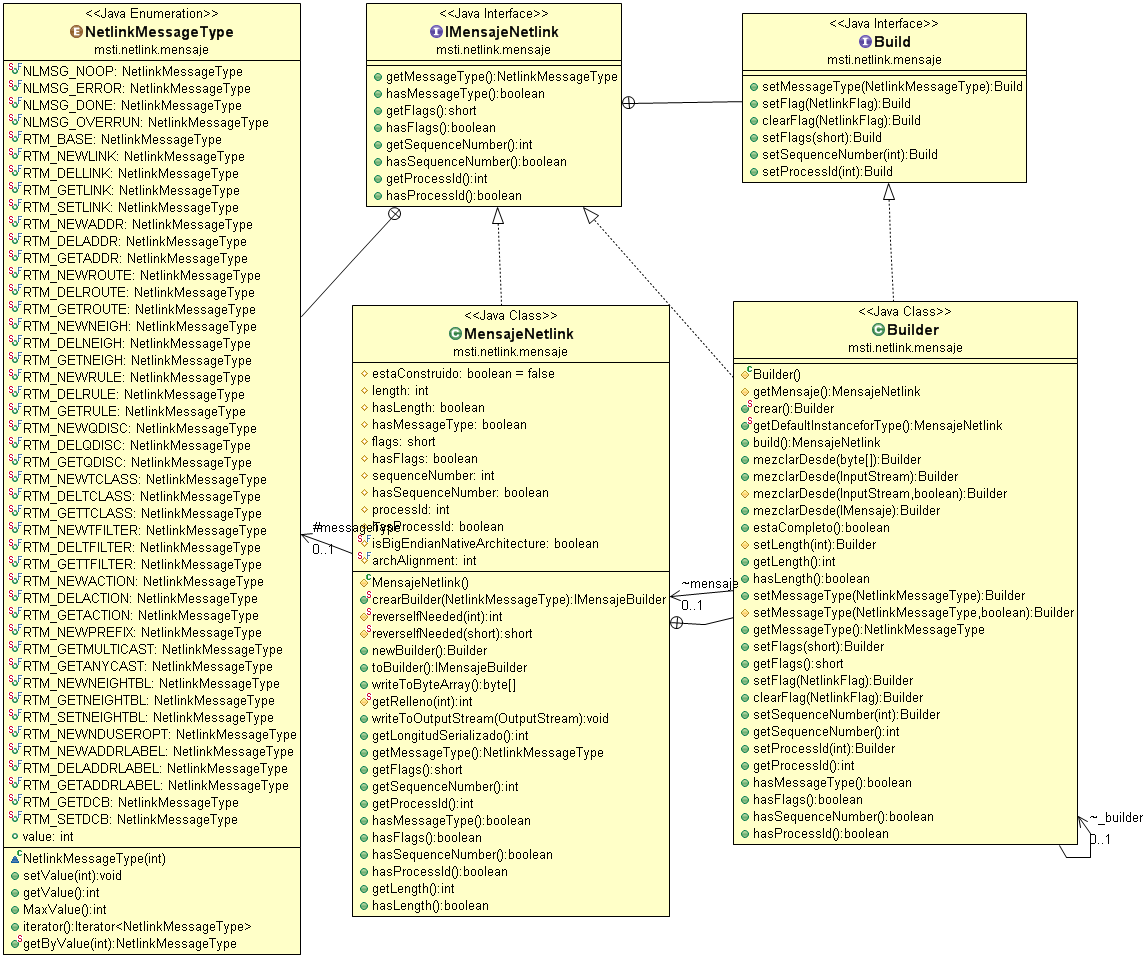 <<Java Enumeration>>
NetlinkMessageType
msti.netlink.mensaje
NLMSG_NOOP: NetlinkMessageType
NLMSG_ERROR: NetlinkMessageType
NLMSG_DONE: NetlinkMessageType
NLMSG_OVERRUN: NetlinkMessageType
RTM_BASE: NetlinkMessageType
RTM_NEWLINK: NetlinkMessageType
RTM_DELLINK: NetlinkMessageType
RTM_GETLINK: NetlinkMessageType
RTM_SETLINK: NetlinkMessageType
RTM_NEWADDR: NetlinkMessageType
RTM_DELADDR: NetlinkMessageType
RTM_GETADDR: NetlinkMessageType
RTM_NEWROUTE: NetlinkMessageType
RTM_DELROUTE: NetlinkMessageType
RTM_GETROUTE: NetlinkMessageType
RTM_NEWNEIGH: NetlinkMessageType
RTM_DELNEIGH: NetlinkMessageType
RTM_GETNEIGH: NetlinkMessageType
RTM_NEWRULE: NetlinkMessageType
RTM_DELRULE: NetlinkMessageType
RTM_GETRULE: NetlinkMessageType
RTM_NEWQDISC: NetlinkMessageType
RTM_DELQDISC: NetlinkMessageType
RTM_GETQDISC: NetlinkMessageType
RTM_NEWTCLASS: NetlinkMessageType
RTM_DELTCLASS: NetlinkMessageType
RTM_GETTCLASS: NetlinkMessageType
RTM_NEWTFILTER: NetlinkMessageType
RTM_DELTFILTER: NetlinkMessageType
RTM_GETTFILTER: NetlinkMessageType
RTM_NEWACTION: NetlinkMessageType
RTM_DELACTION: NetlinkMessageType
RTM_GETACTION: NetlinkMessageType
RTM_NEWPREFIX: NetlinkMessageType
RTM_GETMULTICAST: NetlinkMessageType
RTM_GETANYCAST: NetlinkMessageType
RTM_NEWNEIGHTBL: NetlinkMessageType
RTM_GETNEIGHTBL: NetlinkMessageType
RTM_SETNEIGHTBL: NetlinkMessageType
RTM_NEWNDUSEROPT: NetlinkMessageType
RTM_NEWADDRLABEL: NetlinkMessageType
RTM_DELADDRLABEL: NetlinkMessageType
RTM_GETADDRLABEL: NetlinkMessageType
RTM_GETDCB: NetlinkMessageType
RTM_SETDCB: NetlinkMessageType
value: int
NetlinkMessageType(int)
setValue(int):void
getValue():int
MaxValue():int
iterator():Iterator<NetlinkMessageType>
getByValue(int):NetlinkMessageType
<<Java Interface>>
IMensajeNetlink
msti.netlink.mensaje
getMessageType():NetlinkMessageType
hasMessageType():boolean
getFlags():short
hasFlags():boolean
getSequenceNumber():int
hasSequenceNumber():boolean
getProcessId():int
hasProcessId():boolean
<<Java Interface>>
Build
msti.netlink.mensaje
setMessageType(NetlinkMessageType):Build
setFlag(NetlinkFlag):Build
clearFlag(NetlinkFlag):Build
setFlags(short):Build
setSequenceNumber(int):Build
setProcessId(int):Build
<<Java Class>>
MensajeNetlink
msti.netlink.mensaje
estaConstruido: boolean = false
length: int
hasLength: boolean
hasMessageType: boolean
flags: short
hasFlags: boolean
sequenceNumber: int
hasSequenceNumber: boolean
processId: int
hasProcessId: boolean
isBigEndianNativeArchitecture: boolean
archAlignment: int
MensajeNetlink()
crearBuilder(NetlinkMessageType):IMensajeBuilder
reverseIfNeeded(int):int
reverseIfNeeded(short):short
newBuilder():Builder
toBuilder():IMensajeBuilder
writeToByteArray():byte[]
getRelleno(int):int
writeToOutputStream(OutputStream):void
getLongitudSerializado():int
getMessageType():NetlinkMessageType
getFlags():short
getSequenceNumber():int
getProcessId():int
hasMessageType():boolean
hasFlags():boolean
hasSequenceNumber():boolean
hasProcessId():boolean
getLength():int
hasLength():boolean
#messageType
0..1
<<Java Class>>
Builder
msti.netlink.mensaje
Builder()
getMensaje():MensajeNetlink
crear():Builder
getDefaultInstanceforType():MensajeNetlink
build():MensajeNetlink
mezclarDesde(byte[]):Builder
mezclarDesde(InputStream):Builder
mezclarDesde(InputStream,boolean):Builder
mezclarDesde(IMensaje):Builder
estaCompleto():boolean
setLength(int):Builder
getLength():int
hasLength():boolean
setMessageType(NetlinkMessageType):Builder
setMessageType(NetlinkMessageType,boolean):Builder
getMessageType():NetlinkMessageType
setFlags(short):Builder
getFlags():short
setFlag(NetlinkFlag):Builder
clearFlag(NetlinkFlag):Builder
setSequenceNumber(int):Builder
getSequenceNumber():int
setProcessId(int):Builder
getProcessId():int
hasMessageType():boolean
hasFlags():boolean
hasSequenceNumber():boolean
hasProcessId():boolean
~mensaje
0..1
~_builder
0..1